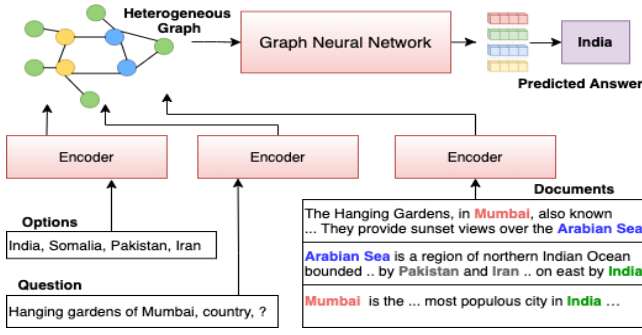 Heterogeneous
Graph
Graph Neural Network
India
Predicted Answer
Encoder
Encoder
Encoder
Documents
Options
India, Somalia, Pakistan, Iran
Question
Hanging gardens of Mumbai, country, ?
The Hanging Gardens, in Mumbai, also known
... They provide sunset views over the Arabian Sea
Arabian Sea is a region of northern Indian Ocean
bounded .. by Pakistan and Iran .. on east by India
Mumbai is the ... most populous city in India ...